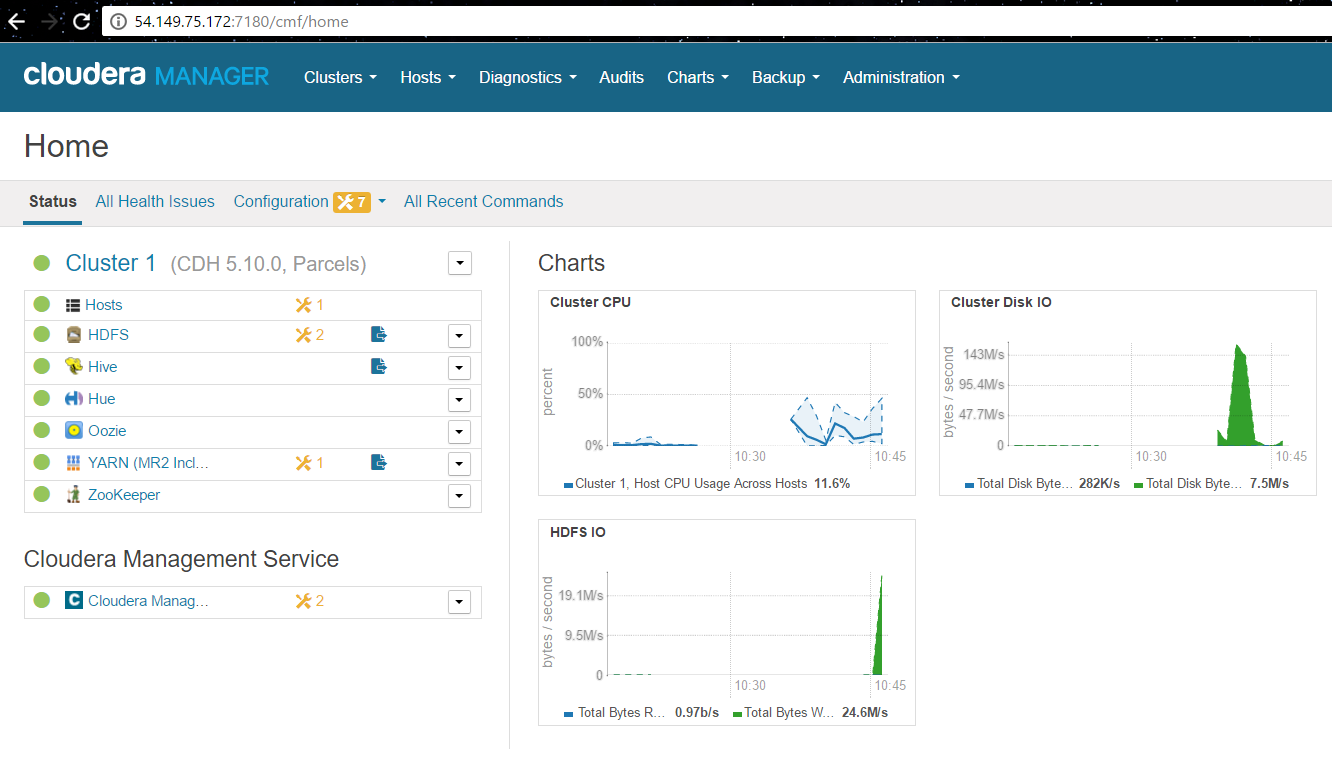 54.149.75.172:7180/cmf/home
cloudera MANAGER Clusters Hosts Diagnostics Audits Charts Backup Administration
Home
Status All Health Issues Configuration 7 All Recent Commands
Cluster 1 (CDH 5.10.0, Parcels)
Hosts 1
HDFS 2
Hive
Hue
Oozie
YARN (MR2 Incl... 1
ZooKeeper
Cloudera Management Service
C Cloudera Manag... 2
Charts
Cluster CPU
percent
100%
50%
0%
10:30 10:45
Cluster 1, Host CPU Usage Across Hosts 11.6%
Cluster Disk IO
bytes / second
143M/s
95.4M/s
47.7M/s
0
10:30 10:45
Total Disk Byte... 282K/s Total Disk Byte... 7.5M/s
HDFS IO
bytes / second
19.1M/s
9.5M/s
0
10:30 10:45
Total Bytes R... 0.97b/s Total Bytes W... 24.6M/s